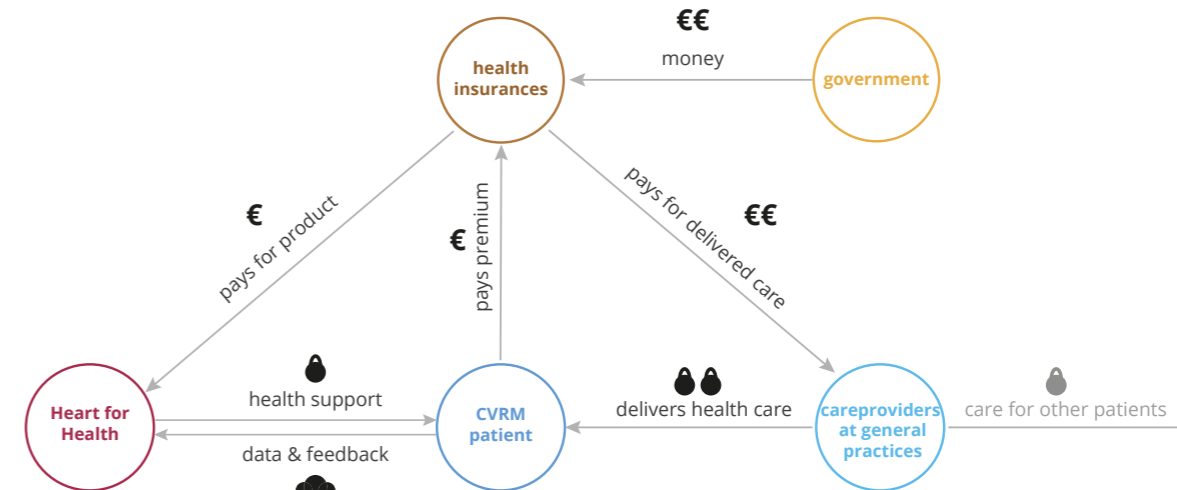 €€
money
health
insurances
government
€
pays for product
€
pays premium
pays for delivered care
€€
health support
delivers health care
care for other patients
Heart for
Health
CVRM
patient
careproviders
at general
practices
data & feedback